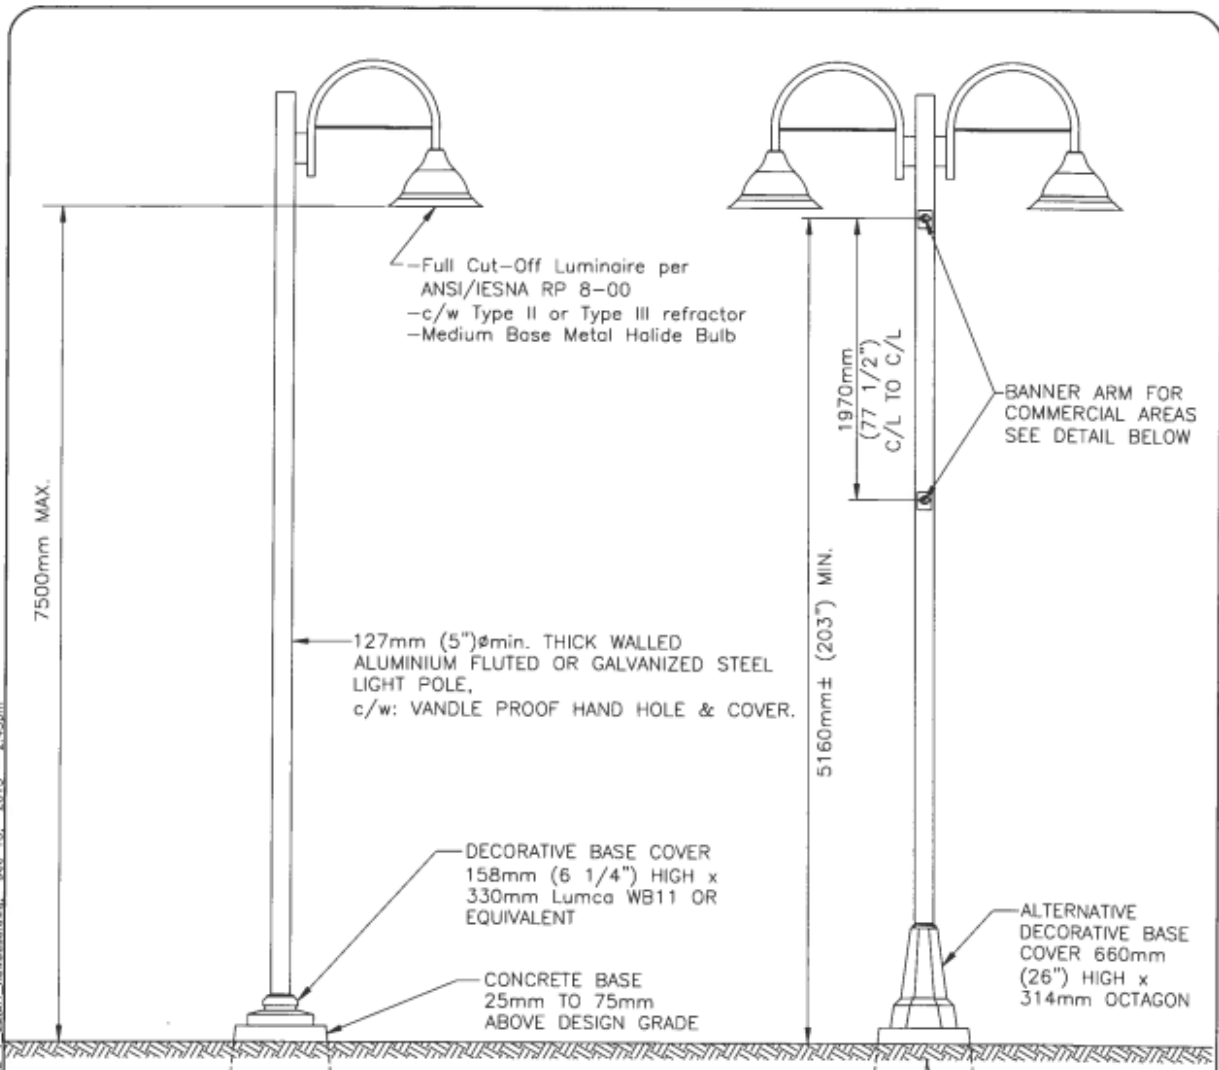 -Full Cut-Off Luminaire per
ANSI/IESNA RP 8-00
-c/w Type II or Type III refractor
-Medium Base Metal Halide Bulb
7500mm MAX.
1970mm
(77 1/2")
C/L TO C/L
BANNER ARM FOR
COMMERCIAL AREAS
SEE DETAIL BELOW
5160mm± (203") MIN.
127mm (5")ømin. THICK WALLED
ALUMINIUM FLUTED OR GALVANIZED STEEL
LIGHT POLE,
c/w: VANDLE PROOF HAND HOLE & COVER.
DECORATIVE BASE COVER
158mm (6 1/4") HIGH x
330mm Lumca WB11 OR
EQUIVALENT
CONCRETE BASE
25mm TO 75mm
ABOVE DESIGN GRADE
ALTERNATIVE
DECORATIVE BASE
COVER 660mm
(26") HIGH x
314mm OCTAGON